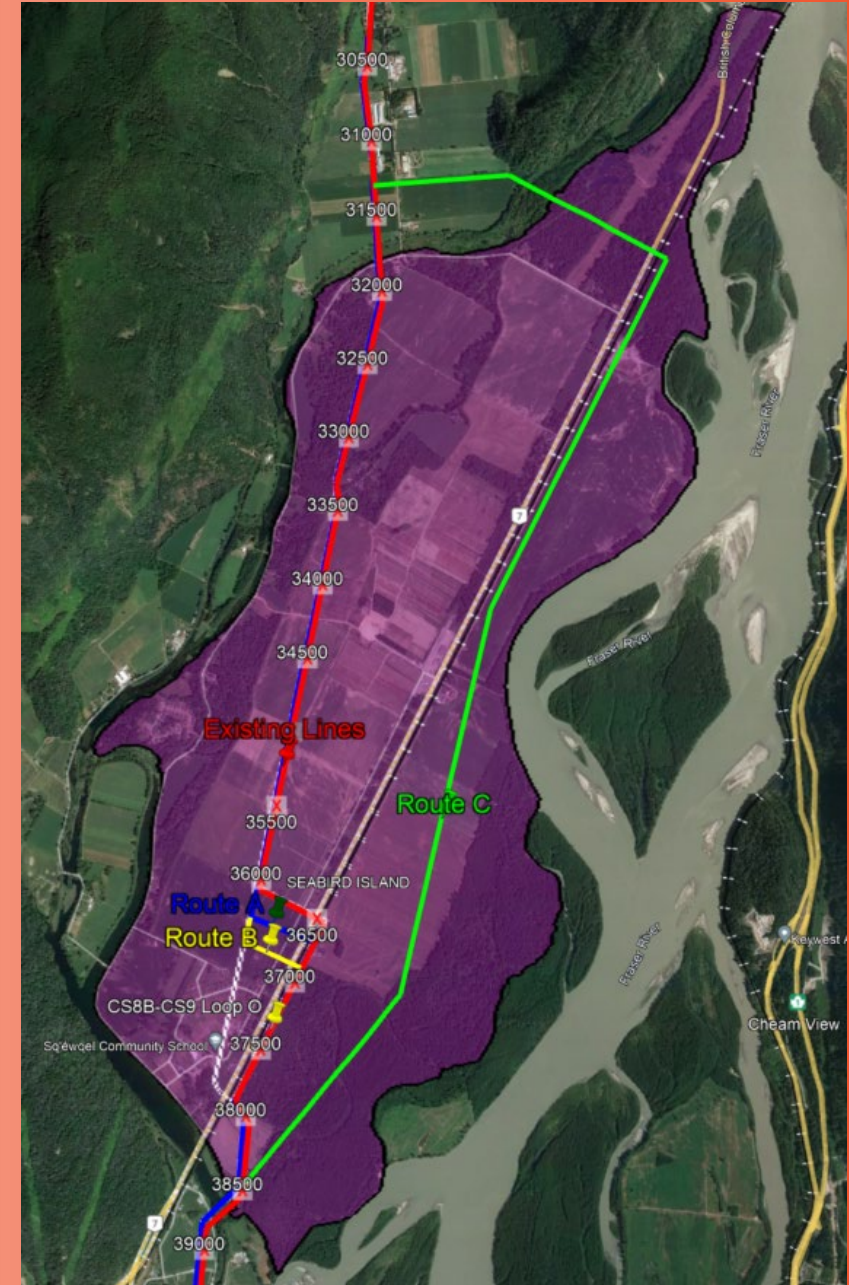 British Colum
30500
31000
31500
32000
32500
33000
33500
34000
34500
7
Fraser River
Fraser River
Existing Lines
35500
Route C
36000
SEABIRD ISLAND
Route A
Route B
36500
37000
Fraser River
Keywest A
Cheam View
CS8B-CS9 Loop O
Sq'ewqel Community School
37500
38000
38500
7
39000